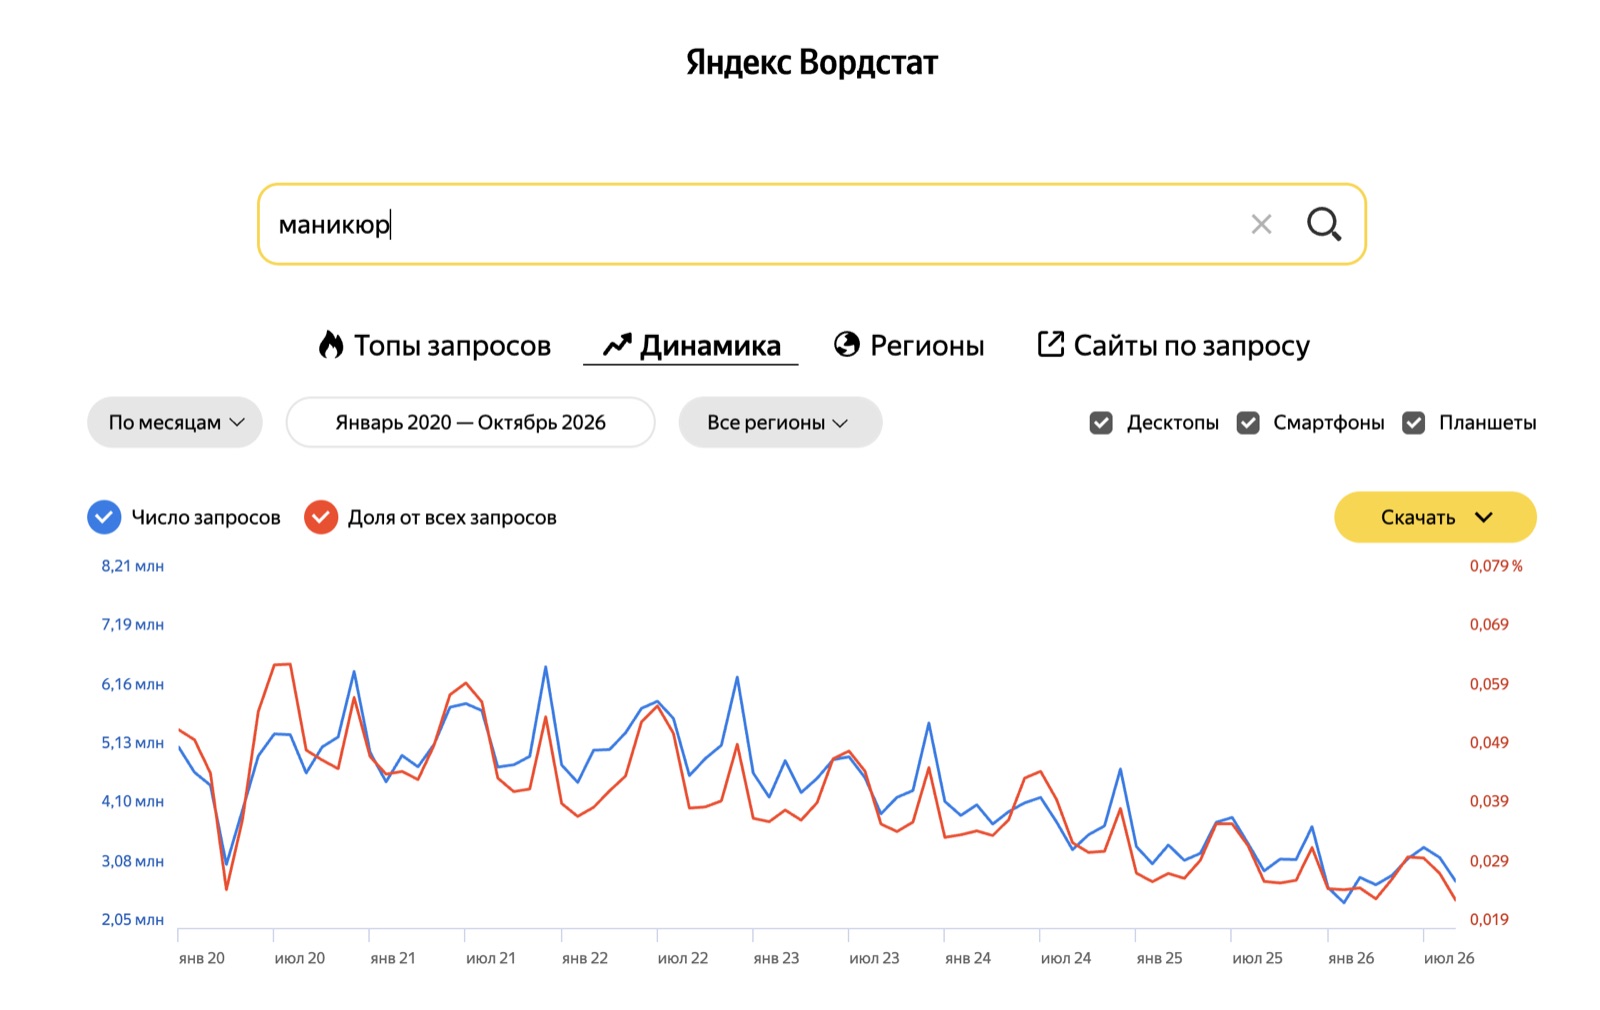 Яндекс Вордстат
маникюр
Топы запросов Динамика Регионы Сайты по запросу
По месяцам Январь 2020 — Октябрь 2026 Все регионы Десктопы Смартфоны Планшеты
Число запросов Доля от всех запросов Скачать
8,21 млн 0,079 %
7,19 млн 0,069
6,16 млн 0,059
5,13 млн 0,049
4,10 млн 0,039
3,08 млн 0,029
2,05 млн 0,019
янв 20 июл 20 янв 21 июл 21 янв 22 июл 22 янв 23 июл 23 янв 24 июл 24 янв 25 июл 25 янв 26 июл 26